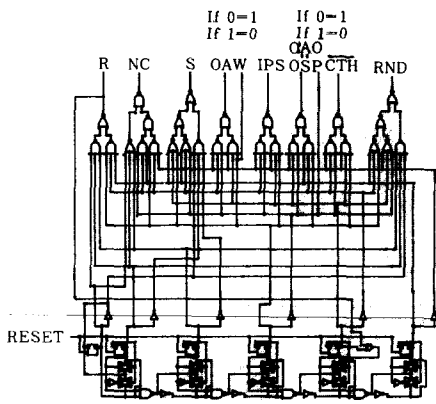 If 0=1 If 0=1
If 1=0 If 1=0
OAO
R NC S OAW IPS OSP CTH RND
RESET